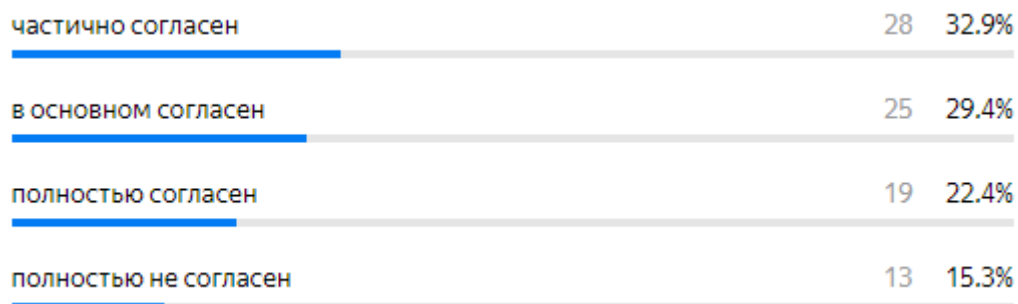 частично согласен 28 32.9%
в основном согласен 25 29.4%
полностью согласен 19 22.4%
полностью не согласен 13 15.3%